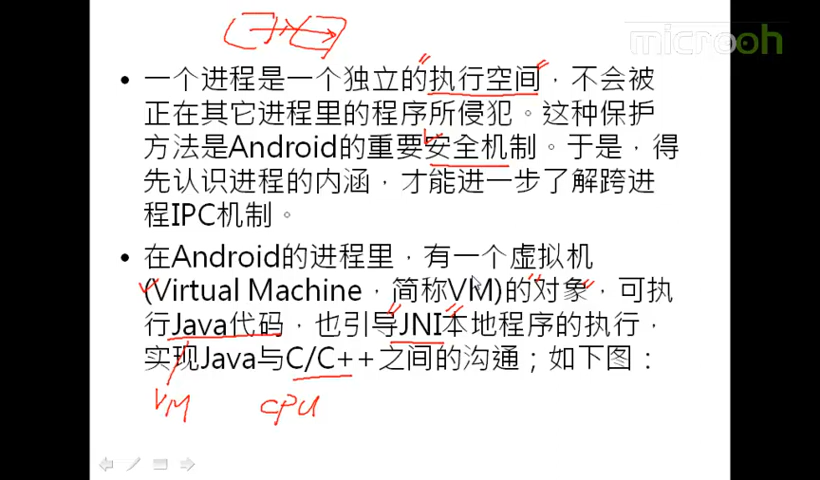 microoh
• 一个进程是一个独立的执行空间，不会被
正在其它进程里的程序所侵犯。这种保护
方法是Android的重要安全机制。于是，得
先认识进程的内涵，才能进一步了解跨进
程IPC机制。
• 在Android的进程里，有一个虚拟机
(Virtual Machine，简称VM)的对象，可执
行Java代码，也引导JNI本地程序的执行，
实现Java与C/C++之间的沟通；如下图：
VM CPU